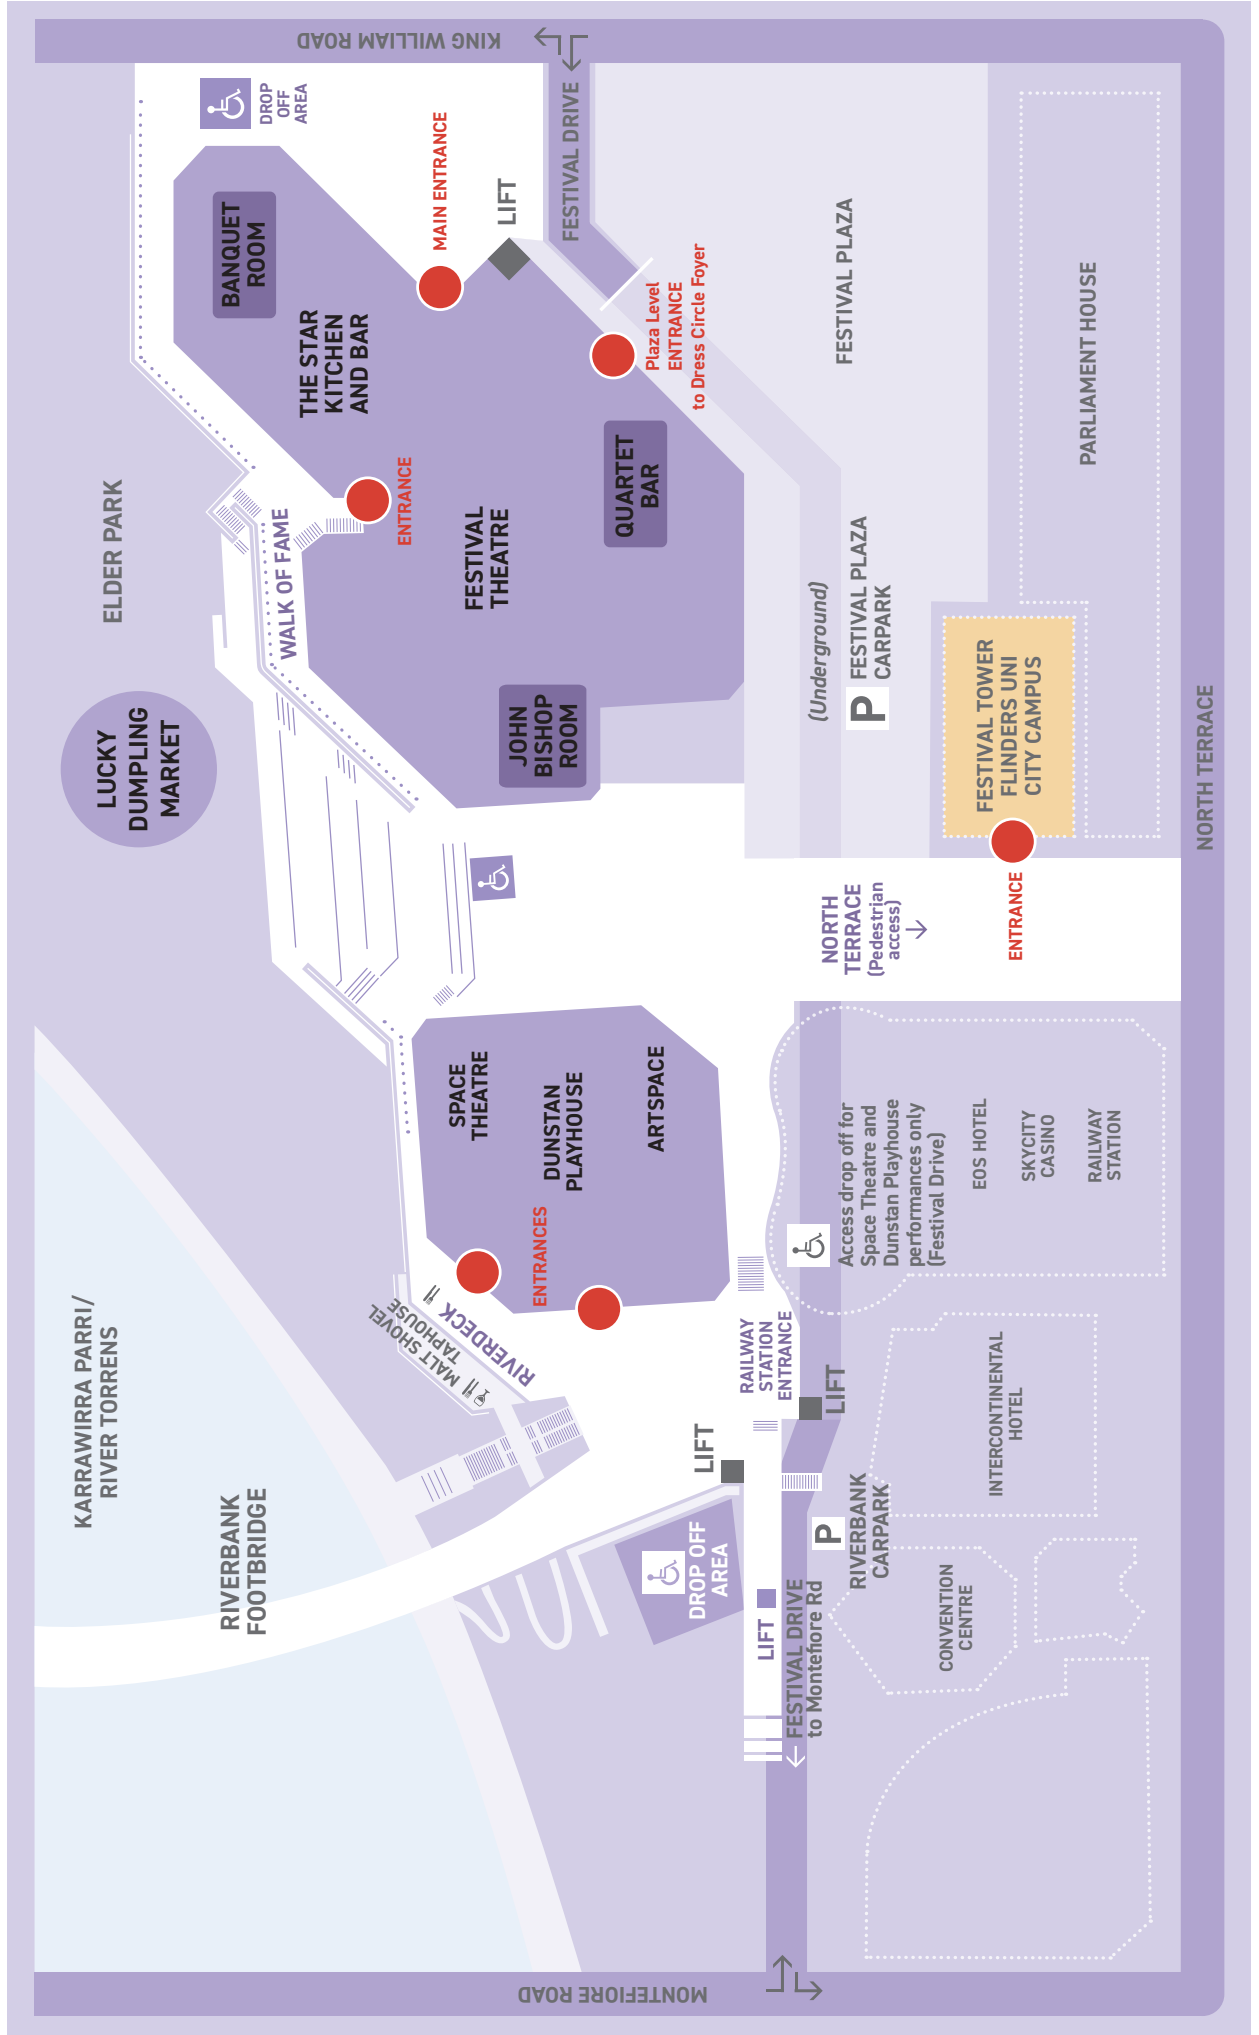 KARRAWIRRA PARRI/
RIVER TORRENS
RIVERBANK
FOOTBRIDGE
LUCKY
DUMPLING
MARKET
ELDER PARK
MONTEFIORE ROAD
KING WILLIAM ROAD
DROP
OFF
AREA
BANQUET
ROOM
THE STAR
KITCHEN
AND BAR
MAIN ENTRANCE
LIFT
FESTIVAL DRIVE
WALK OF FAME
ENTRANCE
FESTIVAL
THEATRE
QUARTET
BAR
Plaza Level
ENTRANCE
to Dress Circle Foyer
JOHN
BISHOP
ROOM
MALT SHOVEL
TAPHOUSE
RIVERDECK
SPACE
THEATRE
DUNSTAN
PLAYHOUSE
ARTSPACE
ENTRANCES
LIFT
DROP OFF
AREA
LIFT
RAILWAY
STATION
ENTRANCE
LIFT
FESTIVAL DRIVE
to Montefiore Rd
P
RIVERBANK
CARPARK
Access drop off for
Space Theatre and
Dunstan Playhouse
performances only
(Festival Drive)
NORTH
TERRACE
(Pedestrian
access)
(Underground)
P
FESTIVAL PLAZA
CARPARK
FESTIVAL PLAZA
CONVENTION
CENTRE
INTERCONTINENTAL
HOTEL
EOS HOTEL
SKYCITY
CASINO
RAILWAY
STATION
ENTRANCE
FESTIVAL TOWER
FLINDERS UNI
CITY CAMPUS
PARLIAMENT HOUSE
NORTH TERRACE